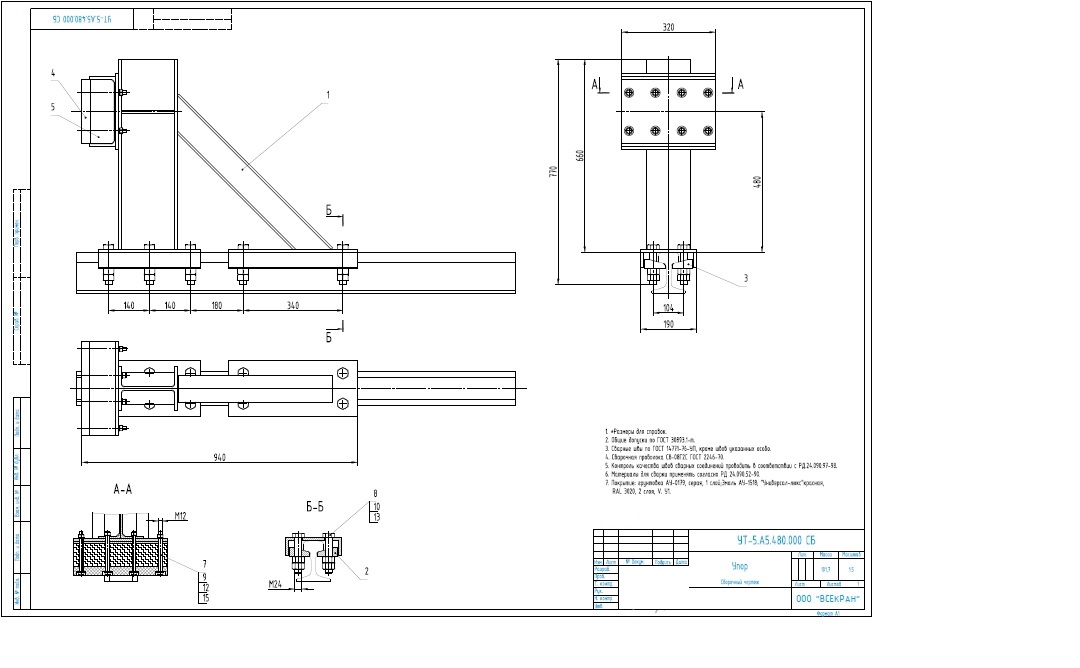 УТ-5.А5.480.000 СБ
4
5
1
Б
140
140
180
340
Б
320
А
А
770
660
480
3
104
190
940
А-А
М12
7
9
12
15
Б-Б
8
10
13
2
М24
1. *Размеры для справок.
2. Общие допуски по ГОСТ 30893.1-m.
3. Сварные швы по ГОСТ 14771-76-УП, кроме швов указанных особо.
4. Сварочная проволока СВ-08Г2С ГОСТ 2246-70.
5. Контроль качества швов сварных соединений проводить в соответствии с РД 24.090.97-98.
6. Материалы для сварки применять согласно РД 24.090.52-90.
7. Покрытие: грунтовка АУ-0179, серая, 1 слой;Эмаль АУ-1518, "Универсал-люкс"красная,
RAL 3020, 2 слоя, V, У1.
УТ-5.А5.480.000 СБ
Изм. Лист № докум. Подпись Дата
Разраб.
Пров.
Т. контр.
Н. контр.
Утв.
Упор
Сборочный чертеж
Лит. Масса Масштаб
1:5
Лист Листов 1
ООО "ВСЕКРАН"
Формат А1